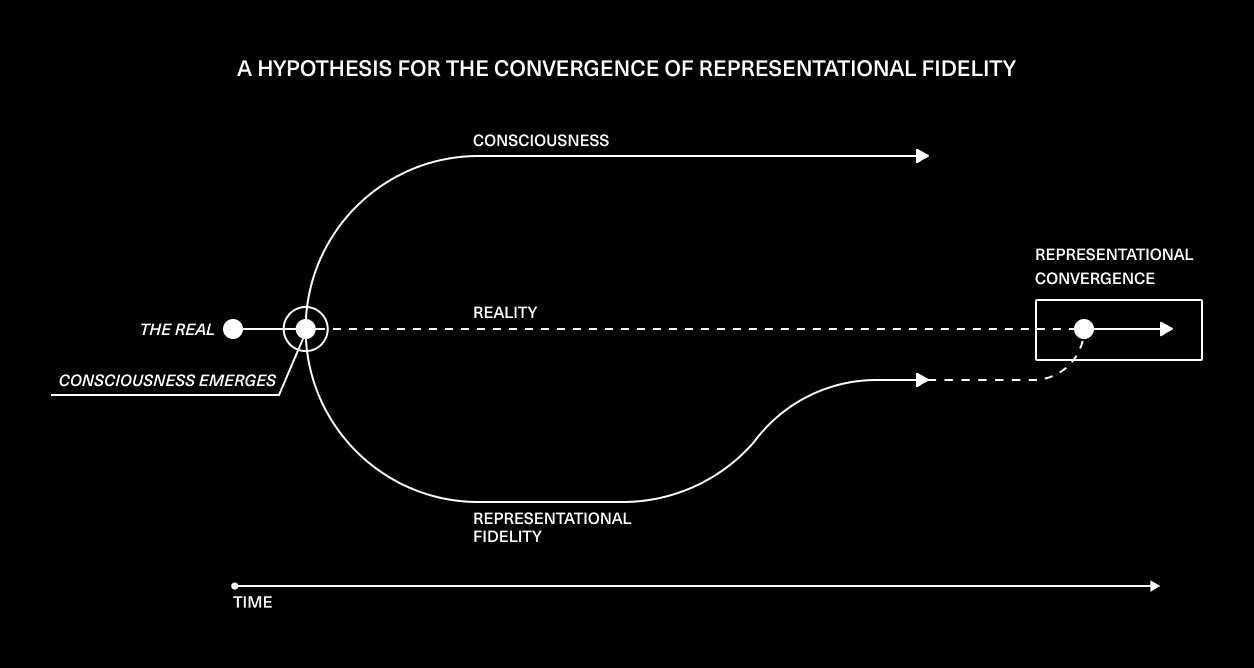 A HYPOTHESIS FOR THE CONVERGENCE OF REPRESENTATIONAL FIDELITY
CONSCIOUSNESS
REPRESENTATIONAL
CONVERGENCE
REALITY
THE REAL
CONSCIOUSNESS EMERGES
REPRESENTATIONAL
FIDELITY
TIME